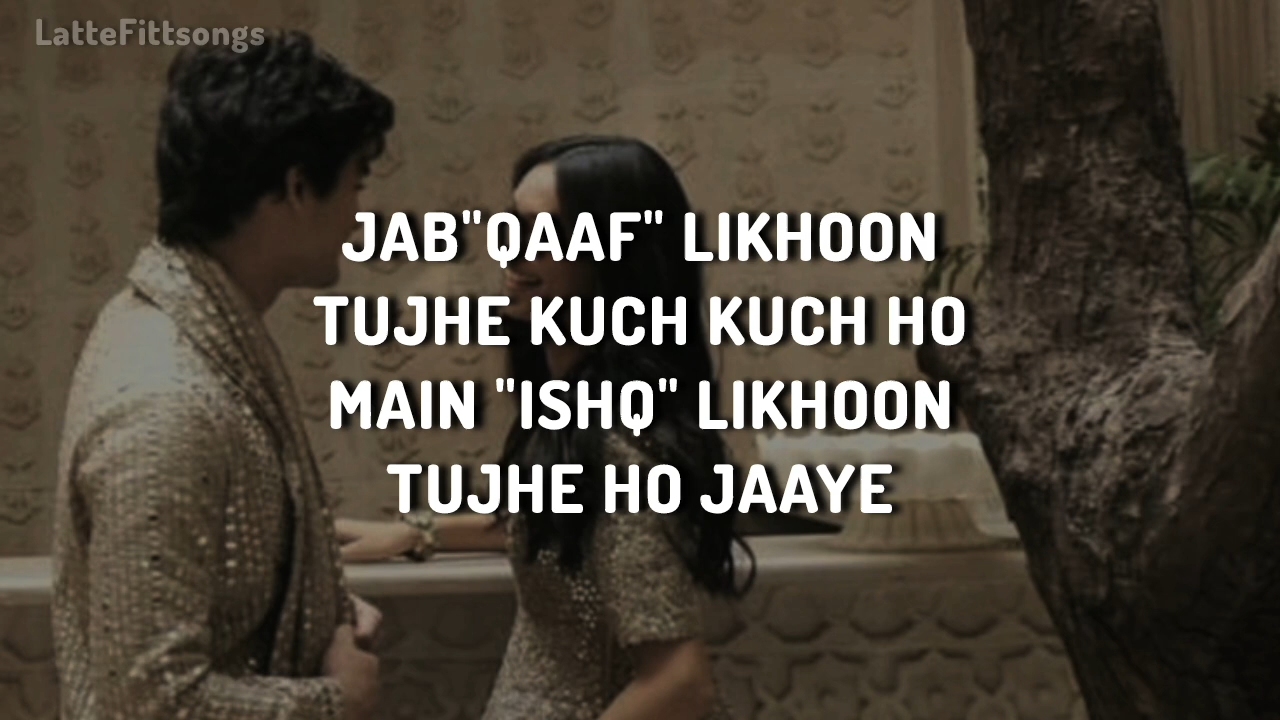 LatteFittsongs
JAB"QAAF" LIKHOON
TUJHE KUCH KUCH HO
MAIN "ISHQ" LIKHOON
TUJHE HO JAAYE